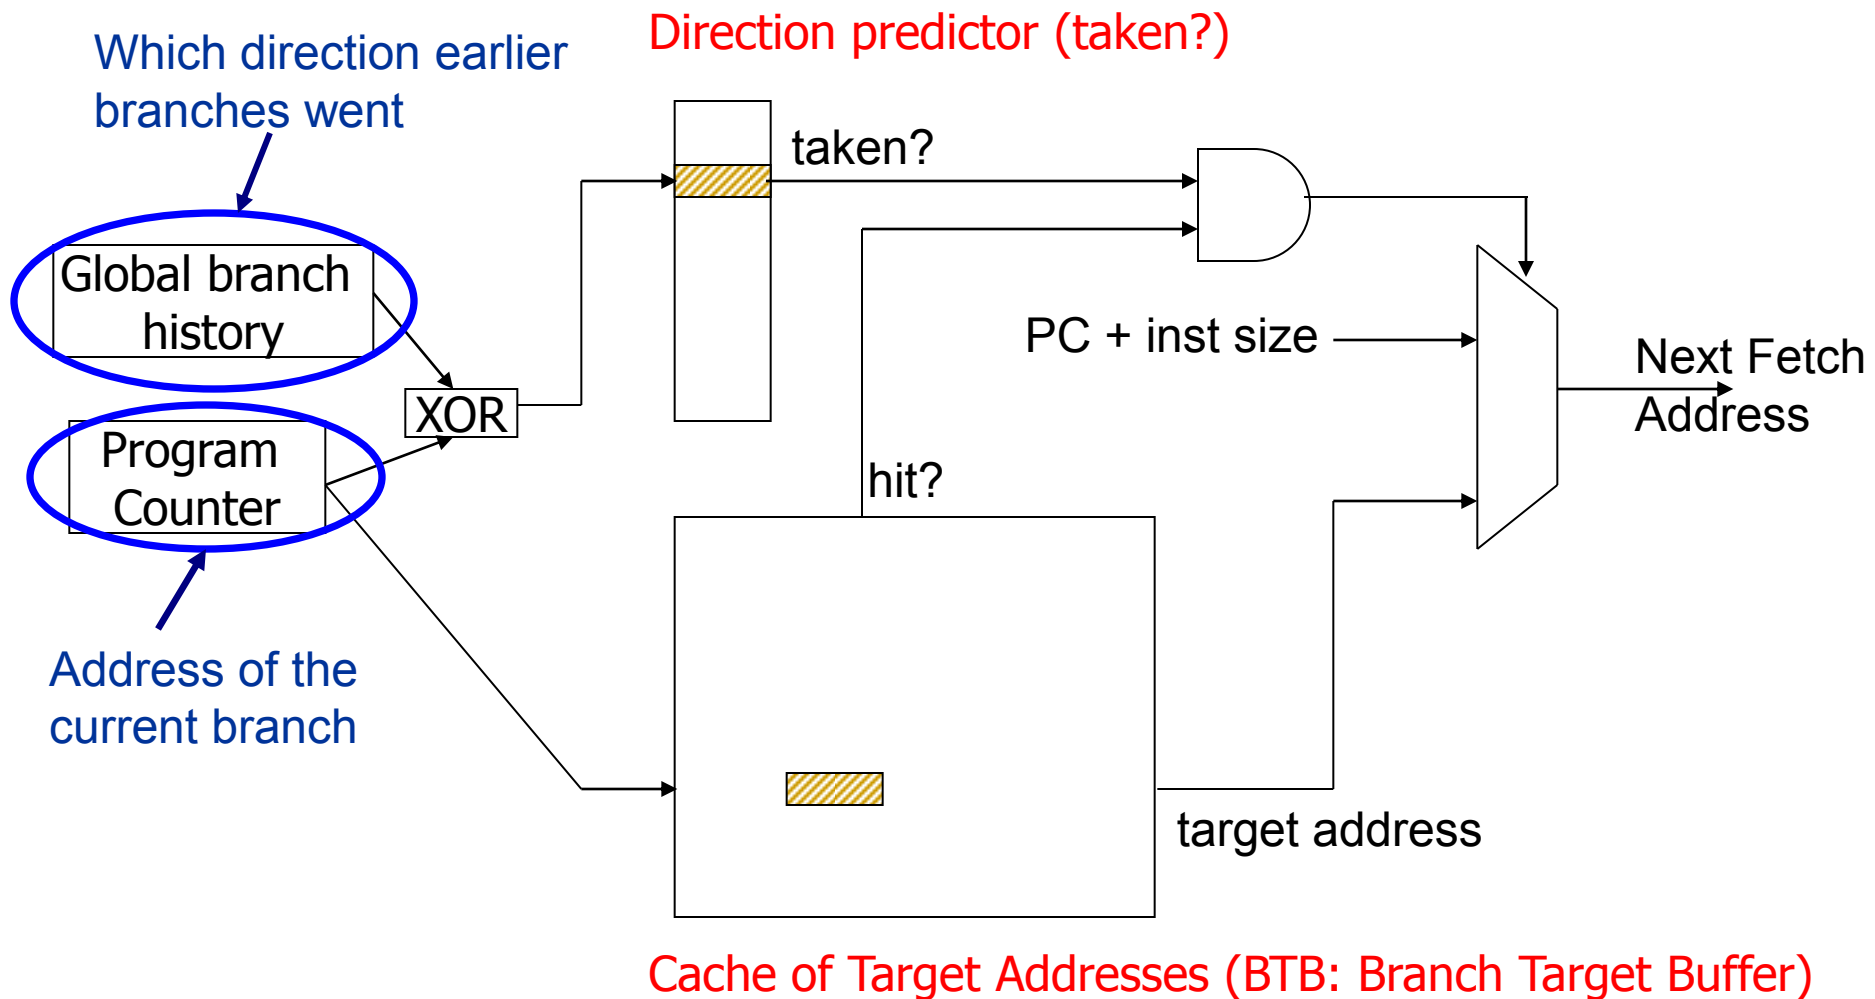 Direction predictor (taken?)
Which direction earlier
branches went
taken?
Global branch
history
PC + inst size
Next Fetch
Address
XOR
Program
Counter
hit?
Address of the
current branch
target address
Cache of Target Addresses (BTB: Branch Target Buffer)